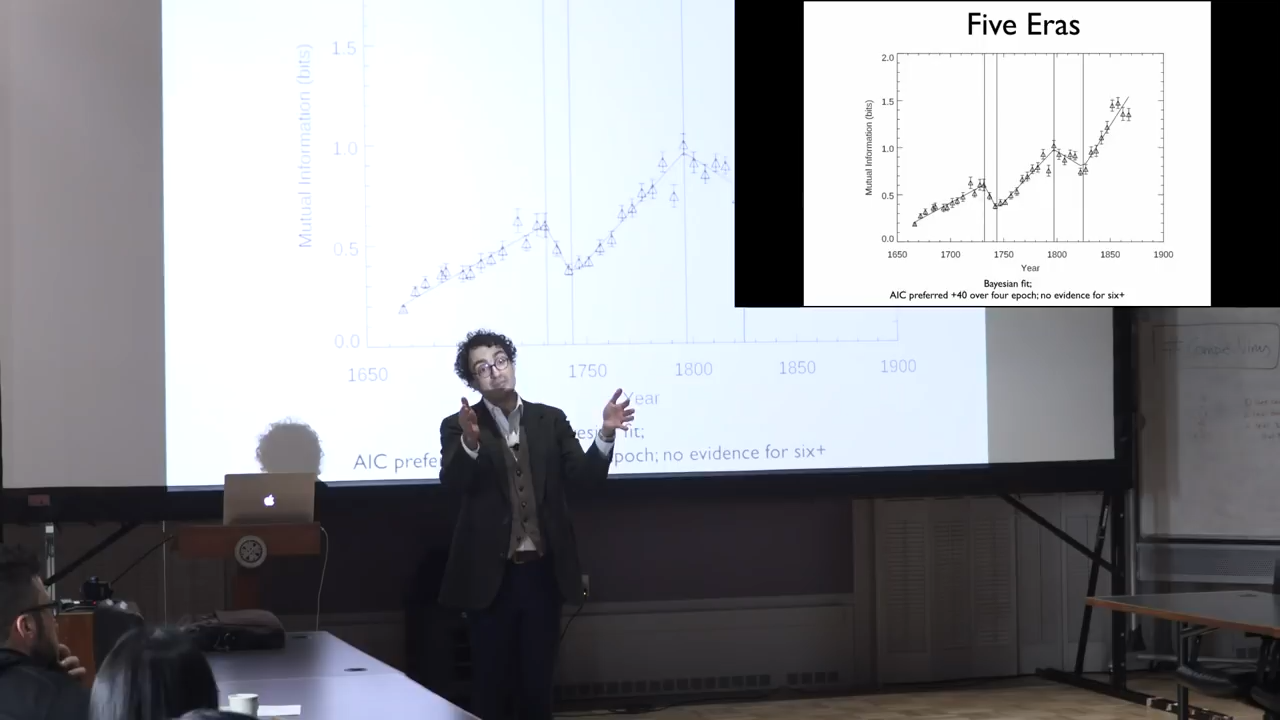 Mutual Information (bits)
1.5
1.0
0.5
0.0
1650
1750
1800
1850
1900
Year
fit;
AIC
epoch; no evidence for six+
Five Eras
Mutual Information (bits)
2.0
1.5
1.0
0.5
0.0
1650
1700
1750
1800
1850
1900
Year
Bayesian fit;
AIC preferred +40 over four epoch; no evidence for six+